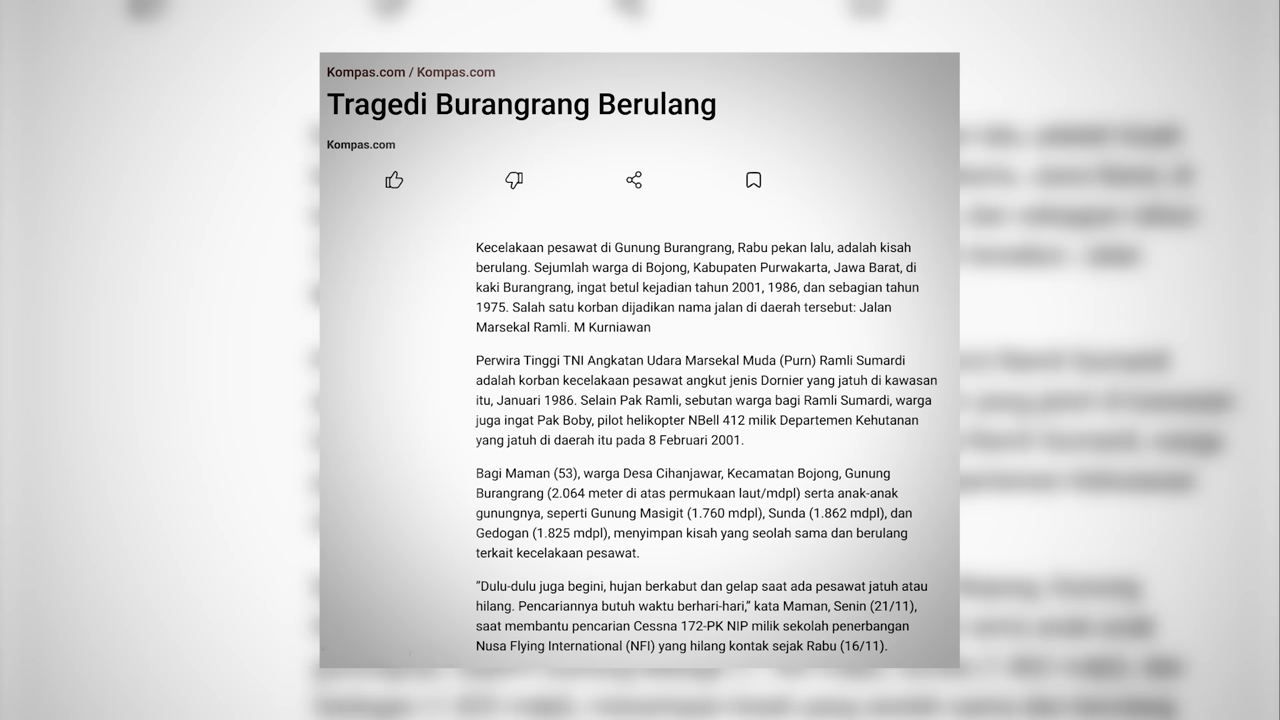 Kompas.com / Kompas.com
Tragedi Burangrang Berulang
Kompas.com
Kecelakaan pesawat di Gunung Burangrang, Rabu pekan lalu, adalah kisah
berulang. Sejumlah warga di Bojong, Kabupaten Purwakarta, Jawa Barat, di
kaki Burangrang, ingat betul kejadian tahun 2001, 1986, dan sebagian tahun
1975. Salah satu korban dijadikan nama jalan di daerah tersebut: Jalan
Marsekal Ramli. M Kurniawan
Perwira Tinggi TNI Angkatan Udara Marsekal Muda (Purn) Ramli Sumardi
adalah korban kecelakaan pesawat angkut jenis Dornier yang jatuh di kawasan
itu, Januari 1986. Selain Pak Ramli, sebutan warga bagi Ramli Sumardi, warga
juga ingat Pak Boby, pilot helikopter NBell 412 milik Departemen Kehutanan
yang jatuh di daerah itu pada 8 Februari 2001.
Bagi Maman (53), warga Desa Cihanjawar, Kecamatan Bojong, Gunung
Burangrang (2.064 meter di atas permukaan laut/mdpl) serta anak-anak
gunungnya, seperti Gunung Masigit (1.760 mdpl), Sunda (1.862 mdpl), dan
Gedogan (1.825 mdpl), menyimpan kisah yang seolah sama dan berulang
terkait kecelakaan pesawat.
”Dulu-dulu juga begini, hujan berkabut dan gelap saat ada pesawat jatuh atau
hilang. Pencariannya butuh waktu berhari-hari,” kata Maman, Senin (21/11),
saat membantu pencarian Cessna 172-PK NIP milik sekolah penerbangan
Nusa Flying International (NFI) yang hilang kontak sejak Rabu (16/11).